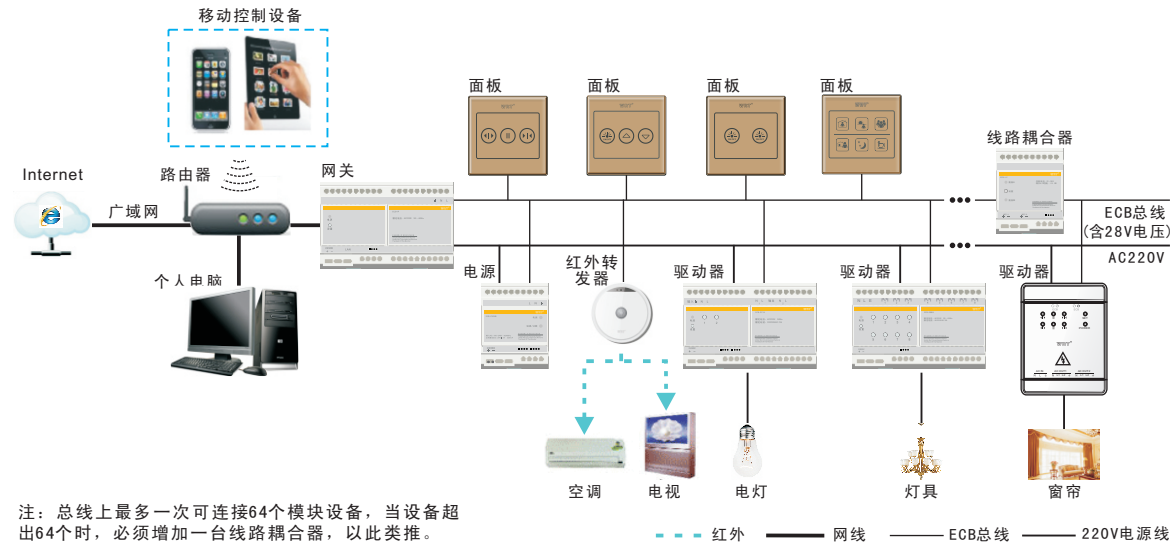 移动控制设备
面板
面板
面板
面板
线路耦合器
Internet
路由器
网关
广域网
ECB总线
(含28V电压)
AC220V
个人电脑
电源
红外转
发器
驱动器
驱动器
驱动器
空调
电视
电灯
灯具
窗帘
注：总线上最多一次可连接64个模块设备，当设备超
出64个时，必须增加一台线路耦合器，以此类推。
红外
网线
ECB总线
220V电源线